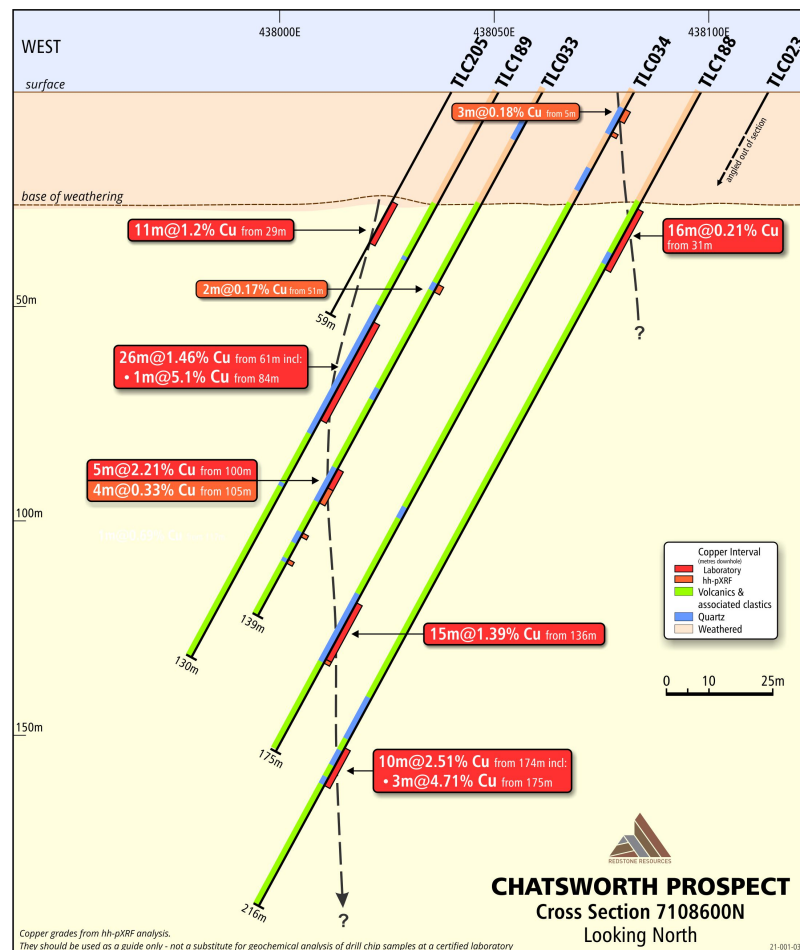 438000E
438050E
438100E
WEST
TLC205
TLC189
TLC033
TLC034
TLC188
TLC023
surface
3m@0.18% Cu from 5m
angled out of section
base of weathering
11m@1.2% Cu from 29m
16m@0.21% Cu
from 31m
2m@0.17% Cu from 51m
50m
59m
?
26m@1.46% Cu from 61m incl:
• 1m@5.1% Cu from 84m
5m@2.21% Cu from 100m
4m@0.33% Cu from 105m
100m
Copper Interval
(metres downhole)
Laboratory
hh-pXRF
Volcanics &
associated clastics
Quartz
Weathered
139m
15m@1.39% Cu from 136m
130m
0 10 25m
150m
175m
10m@2.51% Cu from 174m incl:
• 3m@4.71% Cu from 175m
REDSTONE RESOURCES
216m
?
CHATSWORTH PROSPECT
Cross Section 7108600N
Looking North
Copper grades from hh-pXRF analysis.
They should be used as a guide only - not a substitute for geochemical analysis of drill chip samples at a certified laboratory
21-001-03